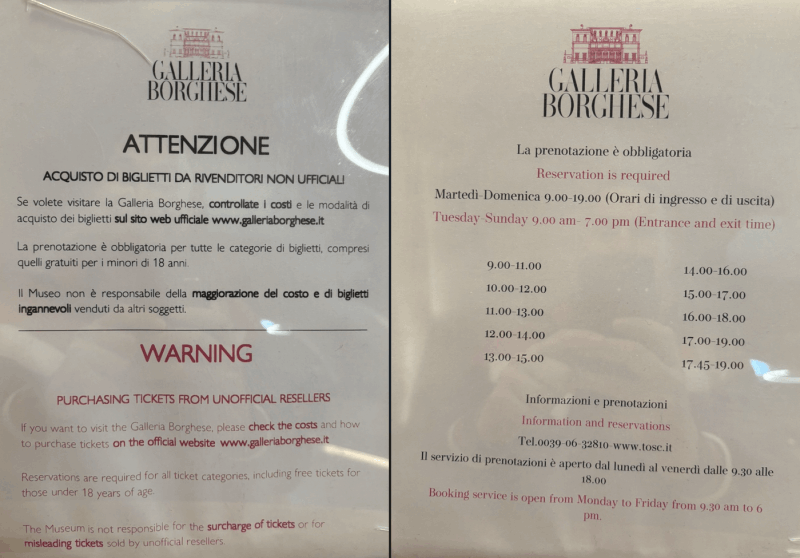 GALLERIA
BORGHESE
ATTENZIONE
ACQUISTO DI BIGLIETTI DA RIVENDITORI NON UFFICIALI
Se volete visitare la Galleria Borghese, controllate i costi e le modalità di
acquisto dei biglietti sul sito web ufficiale www.galleriaborghese.it
La prenotazione è obbligatoria per tutte le categorie di biglietti, compresi
quelli gratuiti per i minori di 18 anni.
Il Museo non è responsabile della maggiorazione del costo e di biglietti
ingannevoli venduti da altri soggetti.
WARNING
PURCHASING TICKETS FROM UNOFFICIAL RESELLERS
If you want to visit the Galleria Borghese, please check the costs and how
to purchase tickets on the official website www.galleriaborghese.it
Reservations are required for all ticket categories, including free tickets for
those under 18 years of age.
The Museum is not responsible for the surcharge of tickets or for
misleading tickets sold by unofficial resellers.
GALLERIA
BORGHESE
La prenotazione è obbligatoria
Reservation is required
Martedì-Domenica 9.00-19.00 (Orari di ingresso e di uscita)
Tuesday-Sunday 9.00 am- 7.00 pm (Entrance and exit time)
9.00-11.00
10.00-12.00
11.00-13.00
12.00-14.00
13.00-15.00
14.00-16.00
15.00-17.00
16.00-18.00
17.00-19.00
17.45-19.00
Informazioni e prenotazioni
Information and reservations
Tel.0039-06-32810-www.tosc.it
Il servizio di prenotazioni è aperto dal lunedì al venerdì dalle 9.30 alle
18.00
Booking service is open from Monday to Friday from 9.30 am to 6
pm.